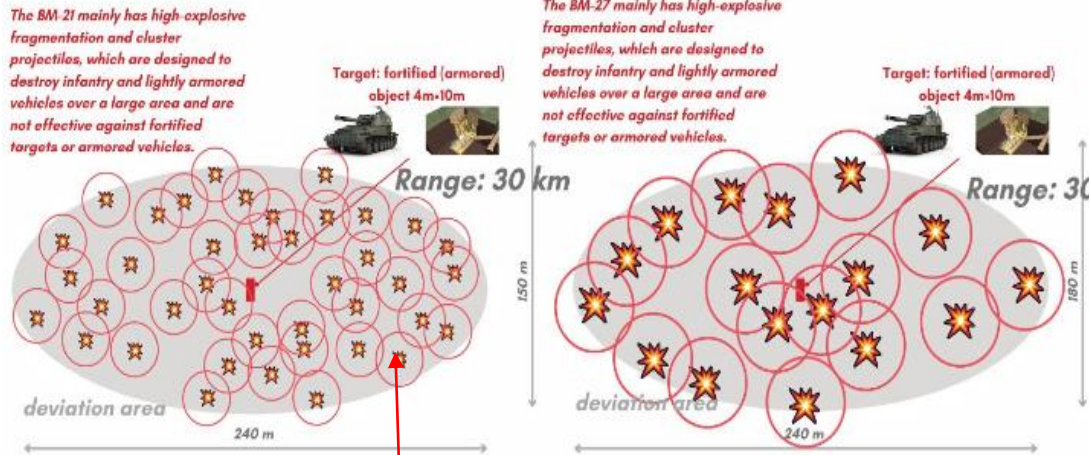 The BM-21 mainly has high-explosive
fragmentation and cluster
projectiles, which are designed to
destroy infantry and lightly armored
vehicles over a large area and are
not effective against fortified
targets or armored vehicles.
Target: fortified (armored)
object 4m•10m
Range: 30 km
150 m
deviation area
240 m
The BM-27 mainly has high-explosive
fragmentation and cluster
projectiles, which are designed to
destroy infantry and lightly armored
vehicles over a large area and are
not effective against fortified
targets or armored vehicles.
Target: fortified (armored)
object 4m•10m
Range: 30
180 m
deviation area
240 m